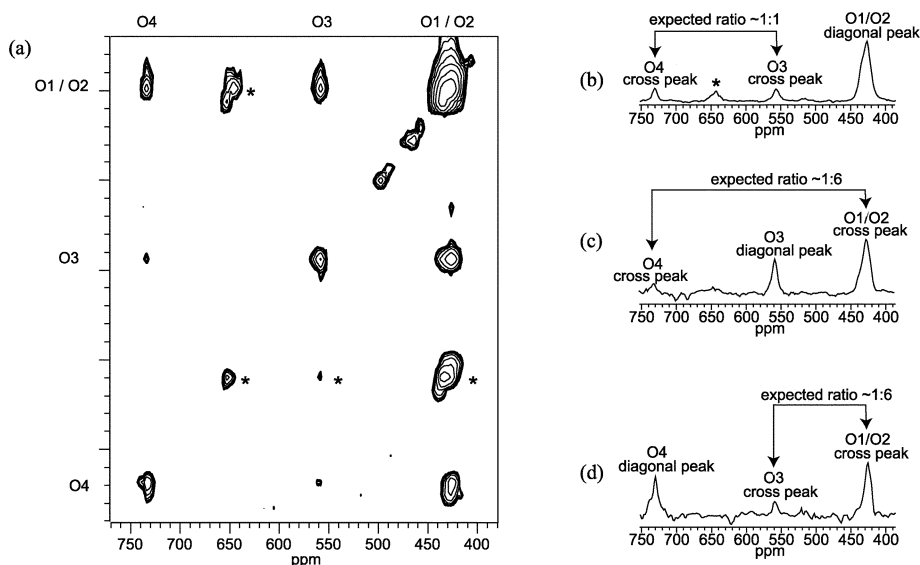 (a)
O4 O3 O1 / O2
O1 / O2
*
O3
* * *
O4
750 700 650 600 550 500 450 400
ppm
(b)
expected ratio ~1:1
O1/O2
diagonal peak
O4
cross peak
*
O3
cross peak
750 700 650 600 550 500 450 400
ppm
(c)
expected ratio ~1:6
O1/O2
cross peak
O3
diagonal peak
O4
cross peak
750 700 650 600 550 500 450 400
ppm
(d)
expected ratio ~1:6
O1/O2
cross peak
O4
diagonal peak
O3
cross peak
750 700 650 600 550 500 450 400
ppm